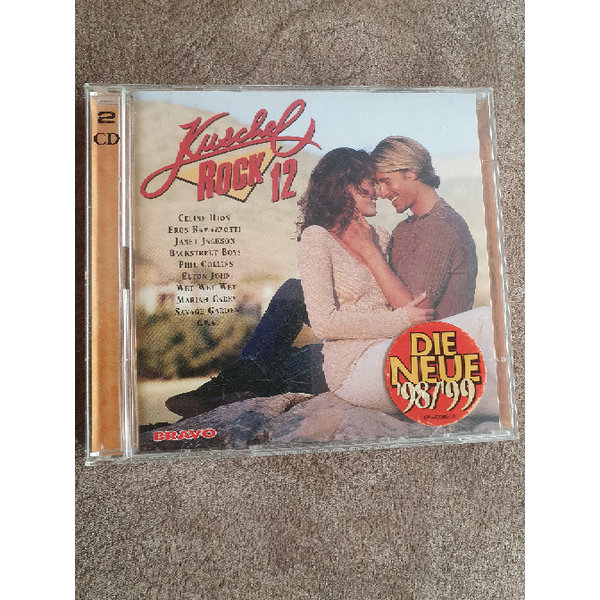 2
CD
Kuschel
ROCK 12
CELINE DION
EROS RAMAZZOTTI
JANET JACKSON
BACKSTREET BOYS
PHIL COLLINS
ELTON JOHN
WET WET WET
MARIAH CAREY
SAVAGE GARDEN
U.V.A.
DIE
NEUE
'98/'99
BRAVO